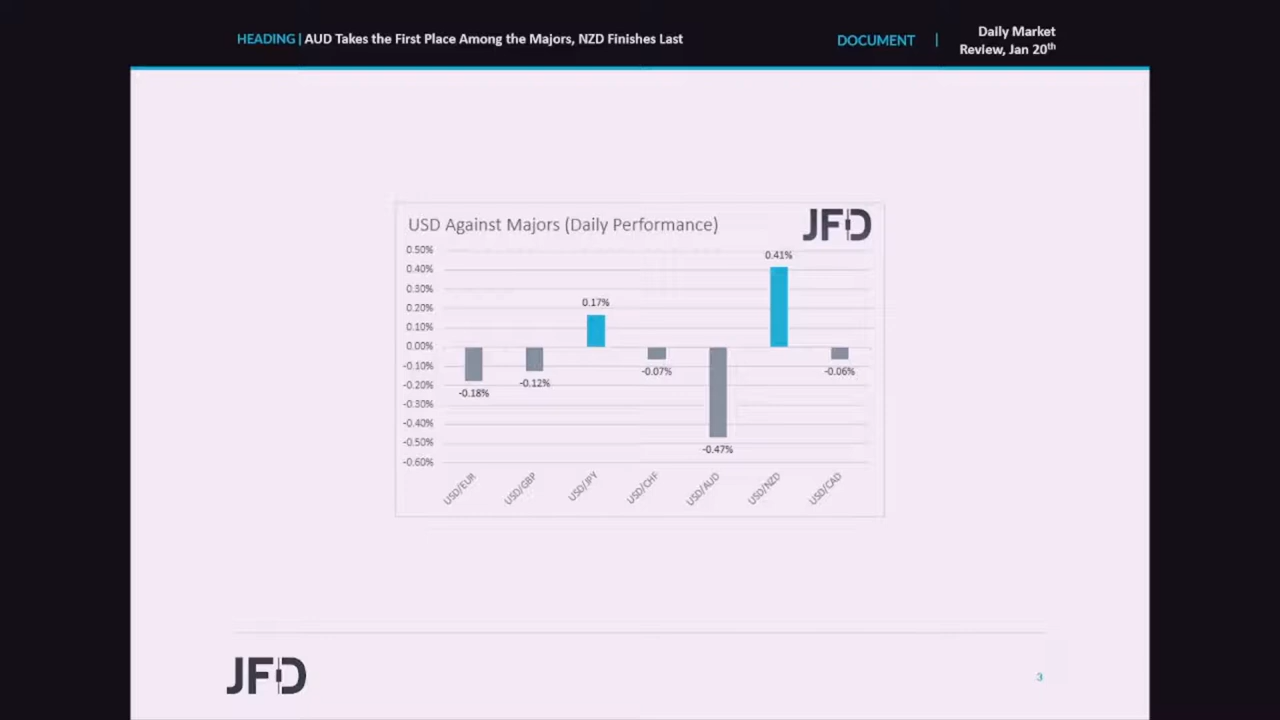 HEADING | AUD Takes the First Place Among the Majors, NZD Finishes Last
DOCUMENT |
Daily Market
Review, Jan 20th
USD Against Majors (Daily Performance)
JFD
0.50%
0.40%
0.30%
0.20%
0.10%
0.00%
-0.10%
-0.20%
-0.30%
-0.40%
-0.50%
-0.60%
-0.18%
-0.12%
0.17%
-0.07%
-0.47%
0.41%
-0.06%
USD/EUR
USD/GBP
USD/JPY
USD/CHF
USD/AUD
USD/NZD
USD/CAD
JFD
3